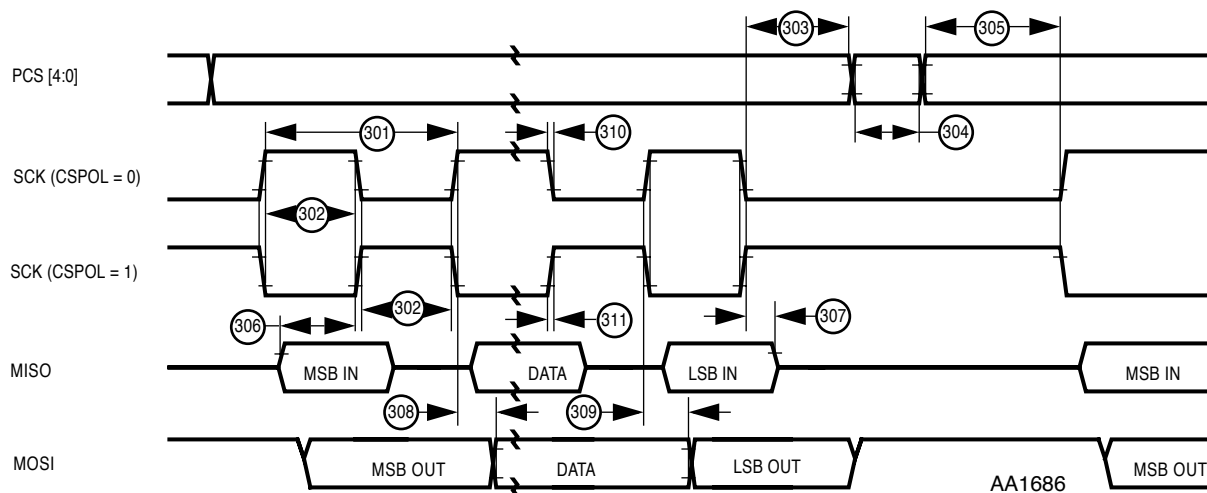 303
305
PCS [4:0]
301
310
304
SCK (CSPOL = 0)
302
SCK (CSPOL = 1)
302
306
311
307
MISO
MSB IN
DATA
LSB IN
MSB IN
308
309
MOSI
MSB OUT
DATA
LSB OUT
MSB OUT
AA1686